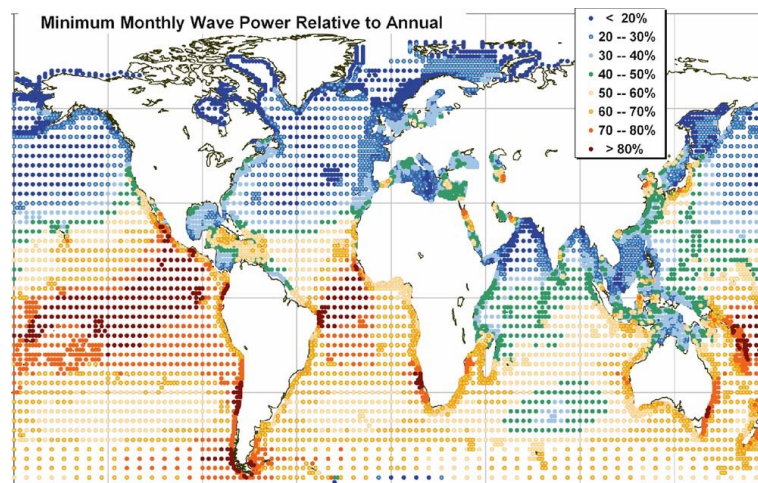 Minimum Monthly Wave Power Relative to Annual
< 20%
20 -- 30%
30 -- 40%
40 -- 50%
50 -- 60%
60 -- 70%
70 -- 80%
> 80%